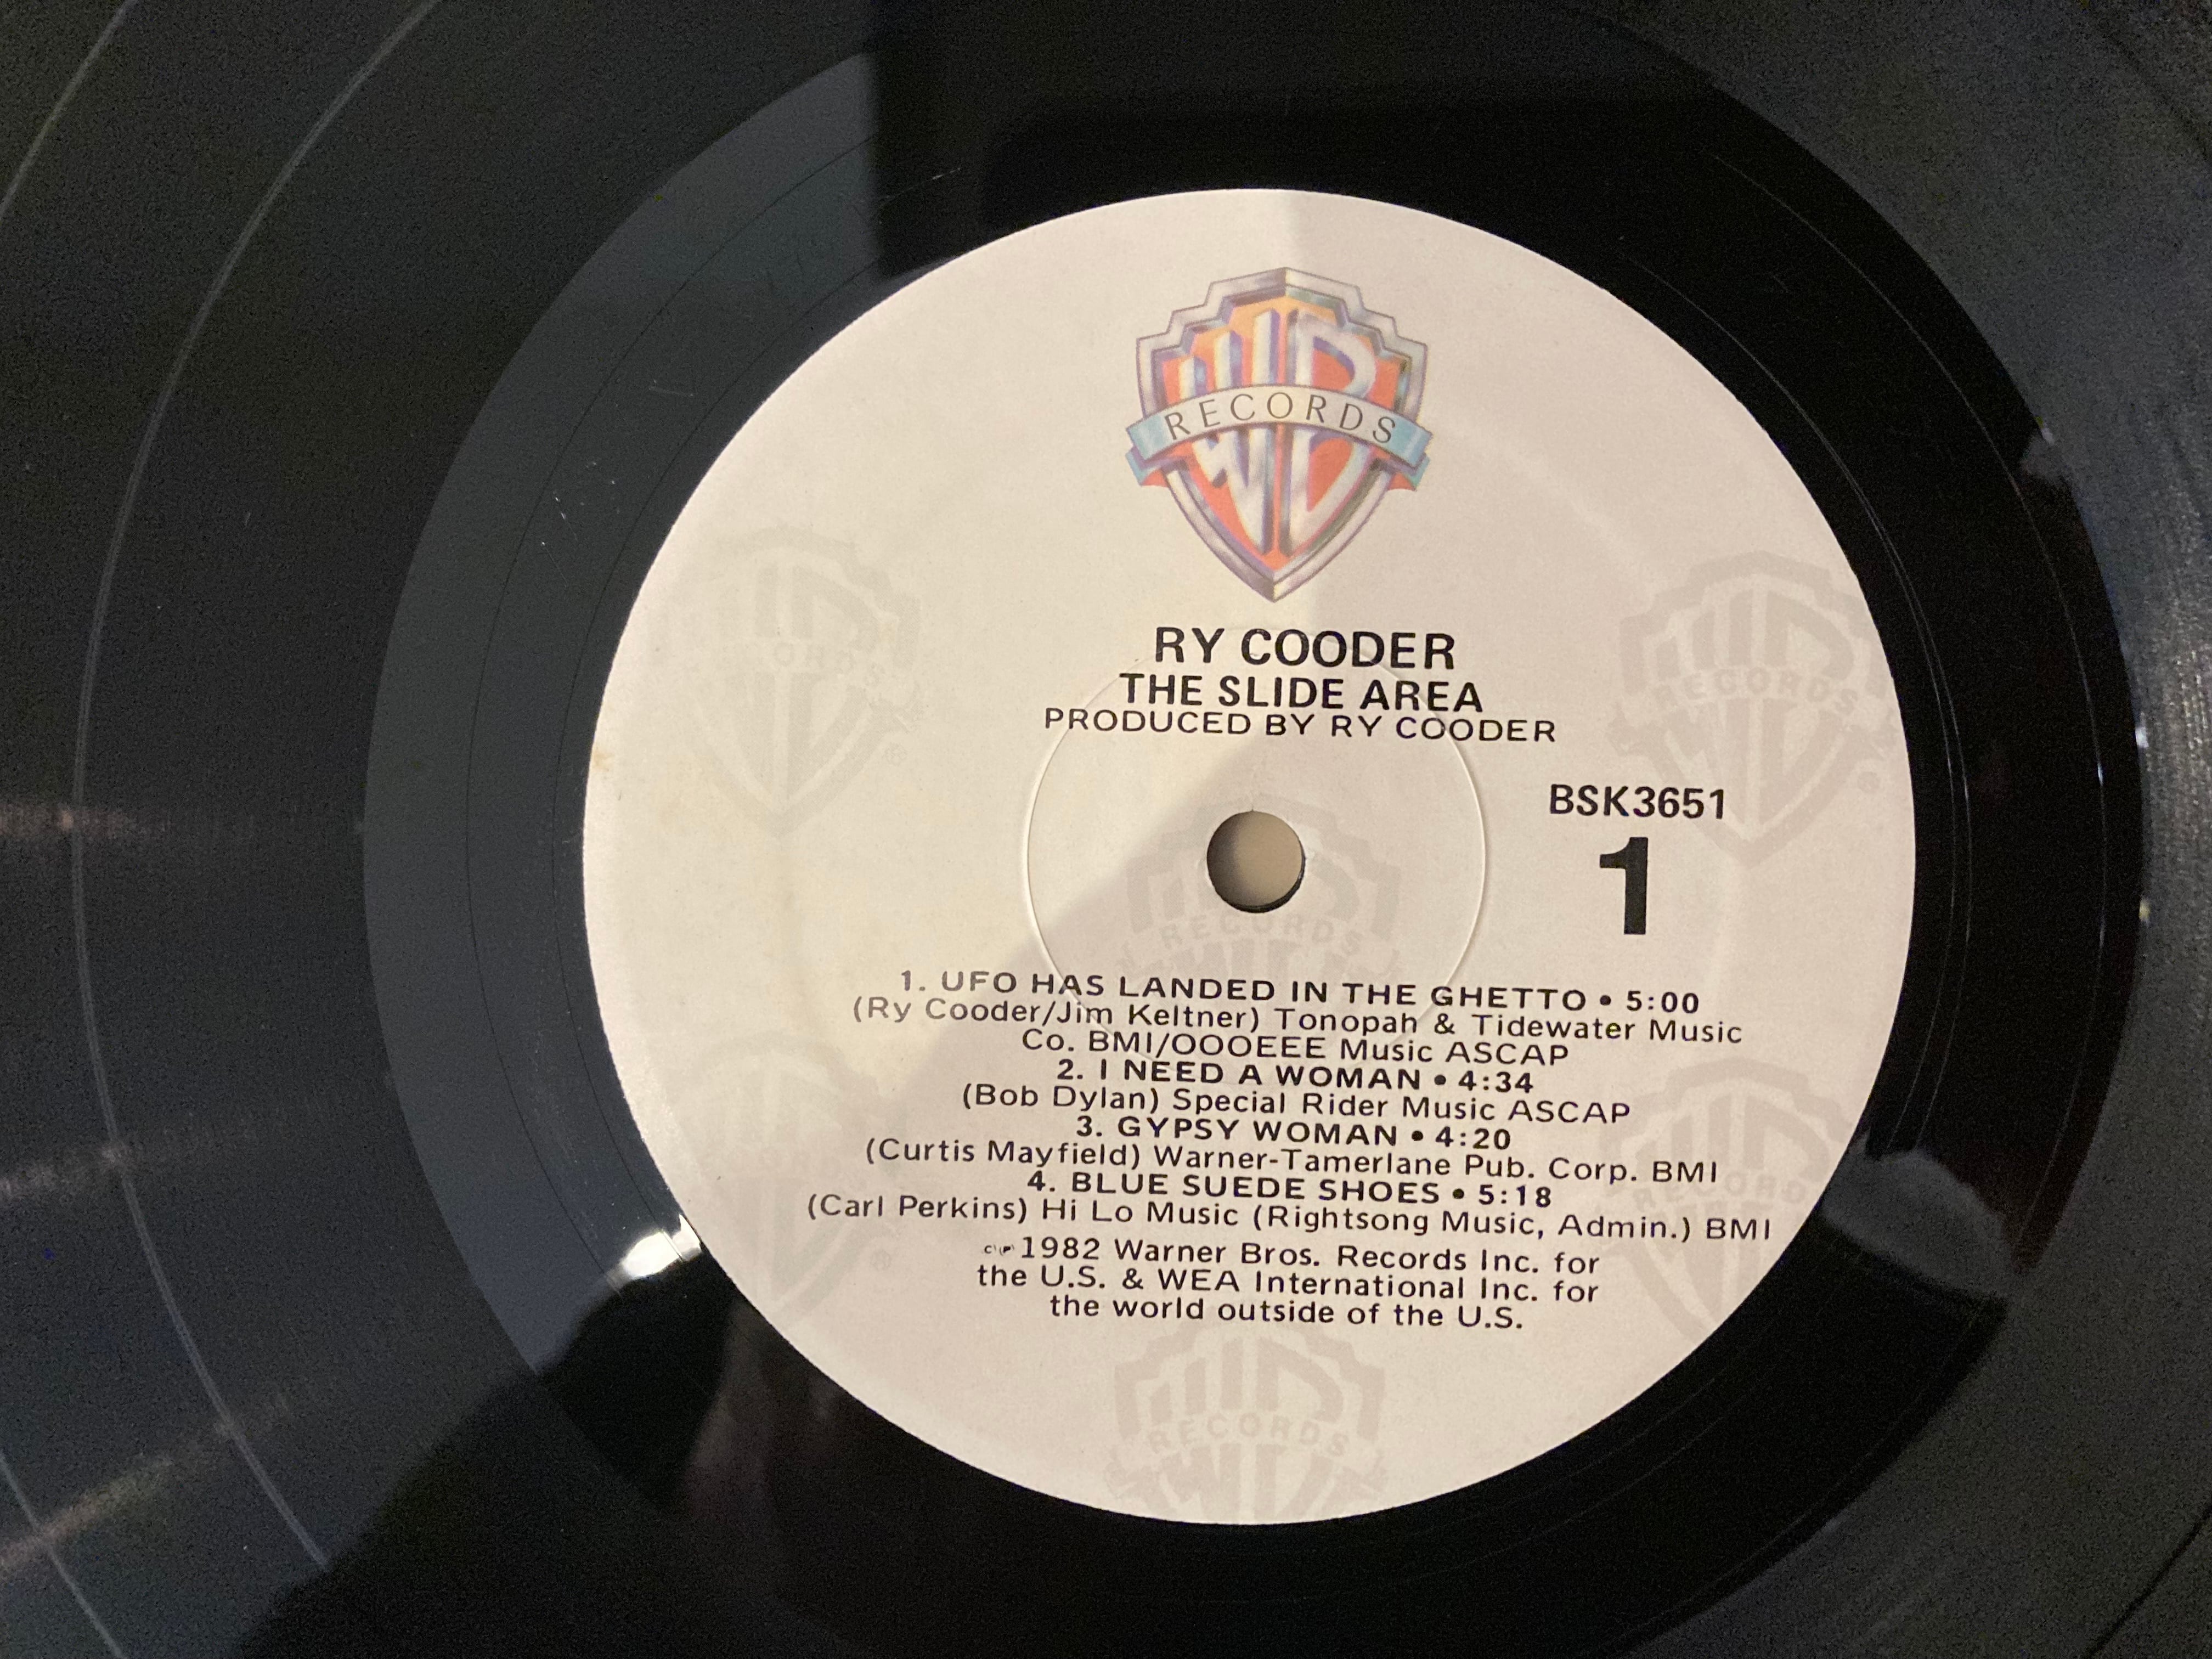 RECORDS
RY COODER
THE SLIDE AREA
PRODUCED BY RY COODER
BSK3651
1
1. UFO HAS LANDED IN THE GHETTO • 5:00
(Ry Cooder/Jim Keltner) Tonopah & Tidewater Music
Co. BMI/OOOEEE Music ASCAP
2. I NEED A WOMAN • 4:34
(Bob Dylan) Special Rider Music ASCAP
3. GYPSY WOMAN • 4:20
(Curtis Mayfield) Warner-Tamerlane Pub. Corp. BMI
4. BLUE SUEDE SHOES • 5:18
(Carl Perkins) Hi Lo Music (Rightsong Music, Admin.) BMI
©℗1982 Warner Bros. Records Inc. for
the U.S. & WEA International Inc. for
the world outside of the U.S.